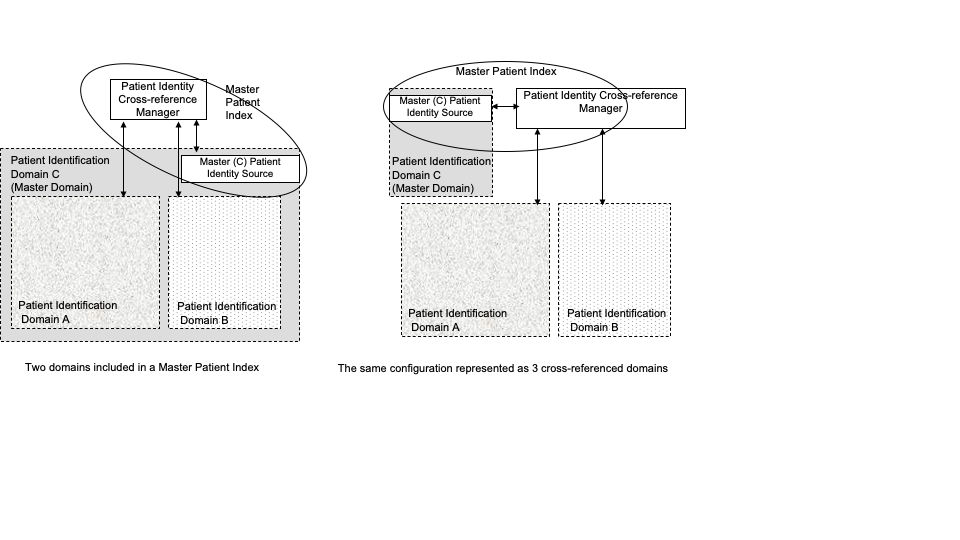 Patient Identity
Cross-reference
Manager
Master
Patient
Index
Patient Identification
Domain C
(Master Domain)
Master (C) Patient
Identity Source
Patient Identification
Domain A
Patient Identification
Domain B
Two domains included in a Master Patient Index
Master Patient Index
Master (C) Patient
Identity Source
Patient Identity Cross-reference
Manager
Patient Identification
Domain C
(Master Domain)
Patient Identification
Domain A
Patient Identification
Domain B
The same configuration represented as 3 cross-referenced domains